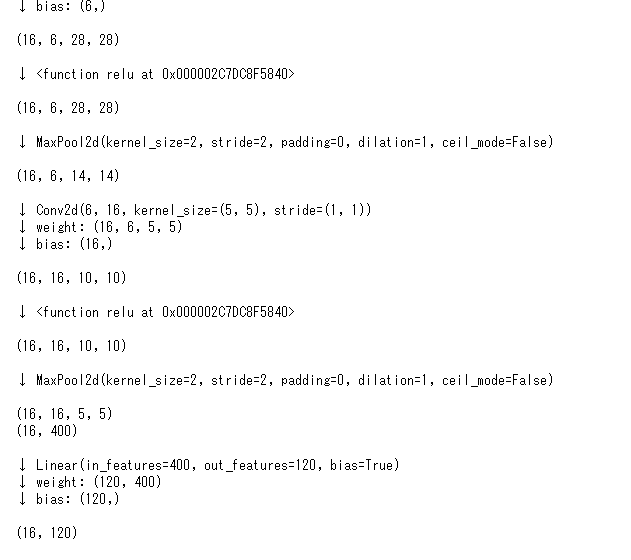 ↓ bias: (6,)
(16, 6, 28, 28)
↓ <function relu at 0x000002C7DC8F5840>
(16, 6, 28, 28)
↓ MaxPool2d(kernel_size=2, stride=2, padding=0, dilation=1, ceil_mode=False)
(16, 6, 14, 14)
↓ Conv2d(6, 16, kernel_size=(5, 5), stride=(1, 1))
↓ weight: (16, 6, 5, 5)
↓ bias: (16,)
(16, 16, 10, 10)
↓ <function relu at 0x000002C7DC8F5840>
(16, 16, 10, 10)
↓ MaxPool2d(kernel_size=2, stride=2, padding=0, dilation=1, ceil_mode=False)
(16, 16, 5, 5)
(16, 400)
↓ Linear(in_features=400, out_features=120, bias=True)
↓ weight: (120, 400)
↓ bias: (120,)
(16, 120)